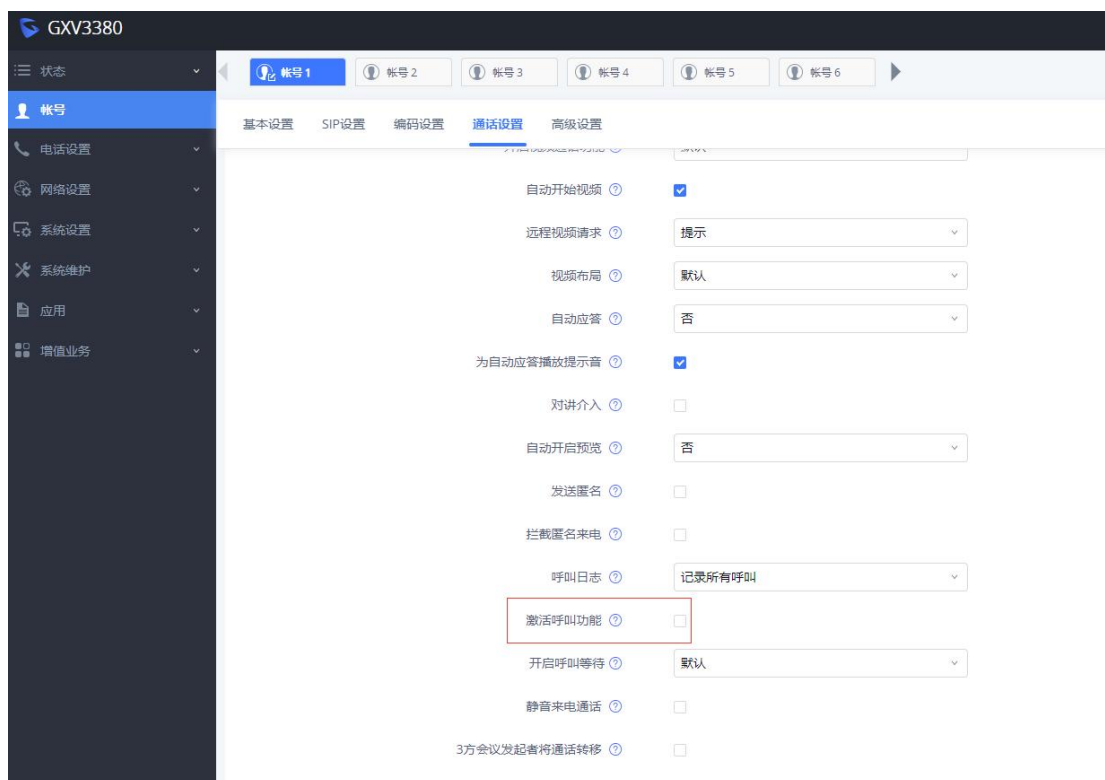 GXV3380
状态
帐号
电话设置
网络设置
系统设置
系统维护
应用
增值业务
帐号 1 帐号 2 帐号 3 帐号 4 帐号 5 帐号 6
基本设置 SIP设置 编码设置 通话设置 高级设置
自动开始视频
远程视频请求 提示
视频布局 默认
自动应答 否
为自动应答播放提示音
对讲介入
自动开启预览 否
发送匿名
拦截匿名来电
呼叫日志 记录所有呼叫
激活呼叫功能
开启呼叫等待 默认
静音来电通话
3方会议发起者将通话转移